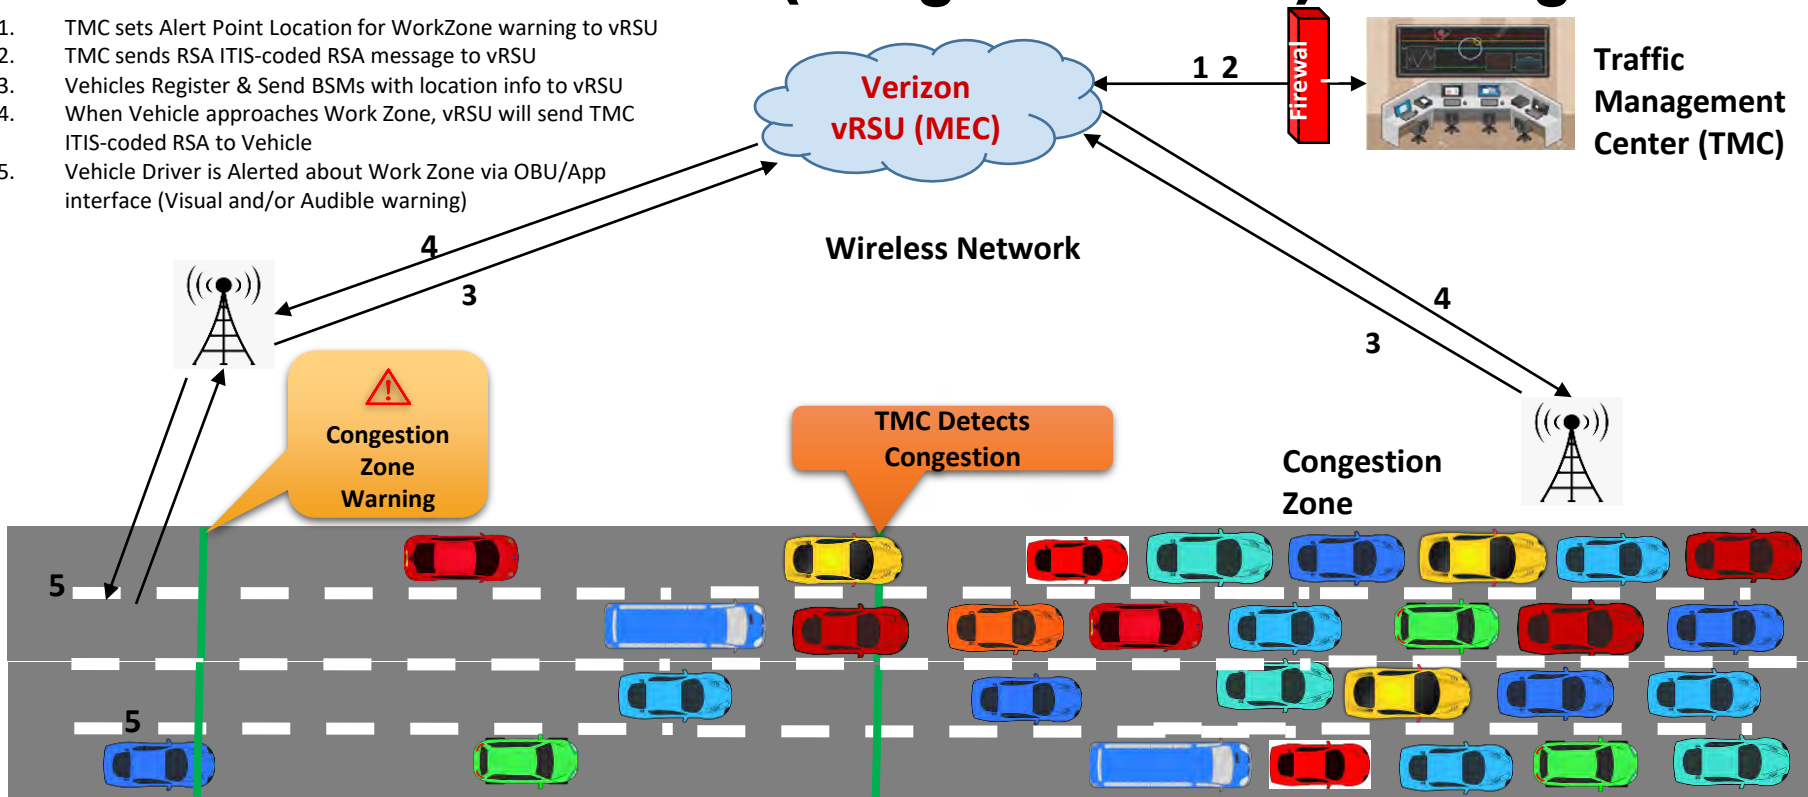 1. TMC sets Alert Point Location for WorkZone warning to vRSU
2. TMC sends RSA ITIS-coded RSA message to vRSU
3. Vehicles Register & Send BSMs with location info to vRSU
4. When Vehicle approaches Work Zone, vRSU will send TMC
ITIS-coded RSA to Vehicle
5. Vehicle Driver is Alerted about Work Zone via OBU/App
interface (Visual and/or Audible warning)
Verizon
vRSU (MEC)
1 2
Firewal
Traffic
Management
Center (TMC)
Wireless Network
4
3
4
3
Congestion
Zone
Warning
TMC Detects
Congestion
Congestion
Zone
5
5